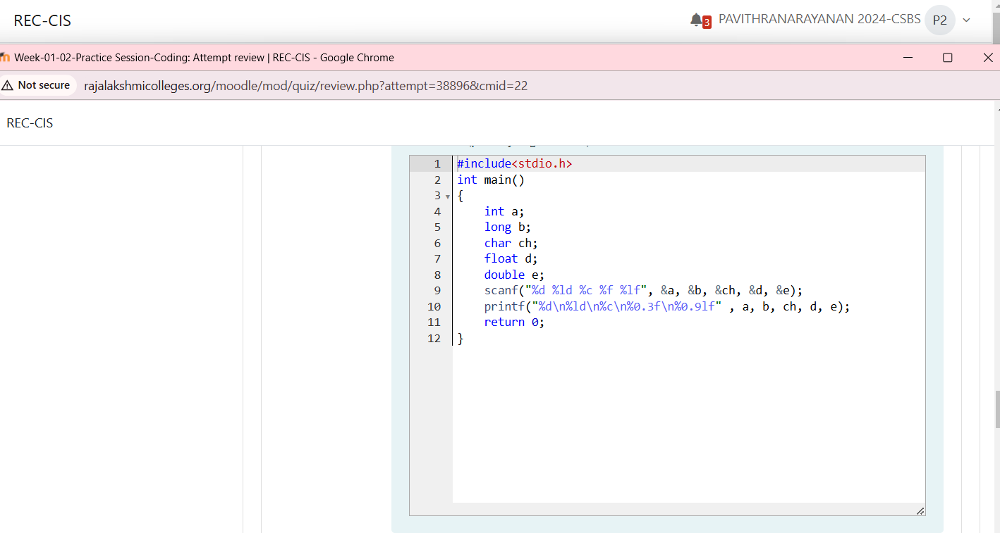 REC-CIS
3 PAVITHRANARAYANAN 2024-CSBS P2
Week-01-02-Practice Session-Coding: Attempt review | REC-CIS - Google Chrome
Not secure rajalakshmicolleges.org/moodle/mod/quiz/review.php?attempt=38896&cmid=22
REC-CIS
1 #include<stdio.h>
2 int main()
3 {
4 int a;
5 long b;
6 char ch;
7 float d;
8 double e;
9 scanf("%d %ld %c %f %lf", &a, &b, &ch, &d, &e);
10 printf("%d\n%ld\n%c\n%0.3f\n%0.9lf" , a, b, ch, d, e);
11 return 0;
12 }